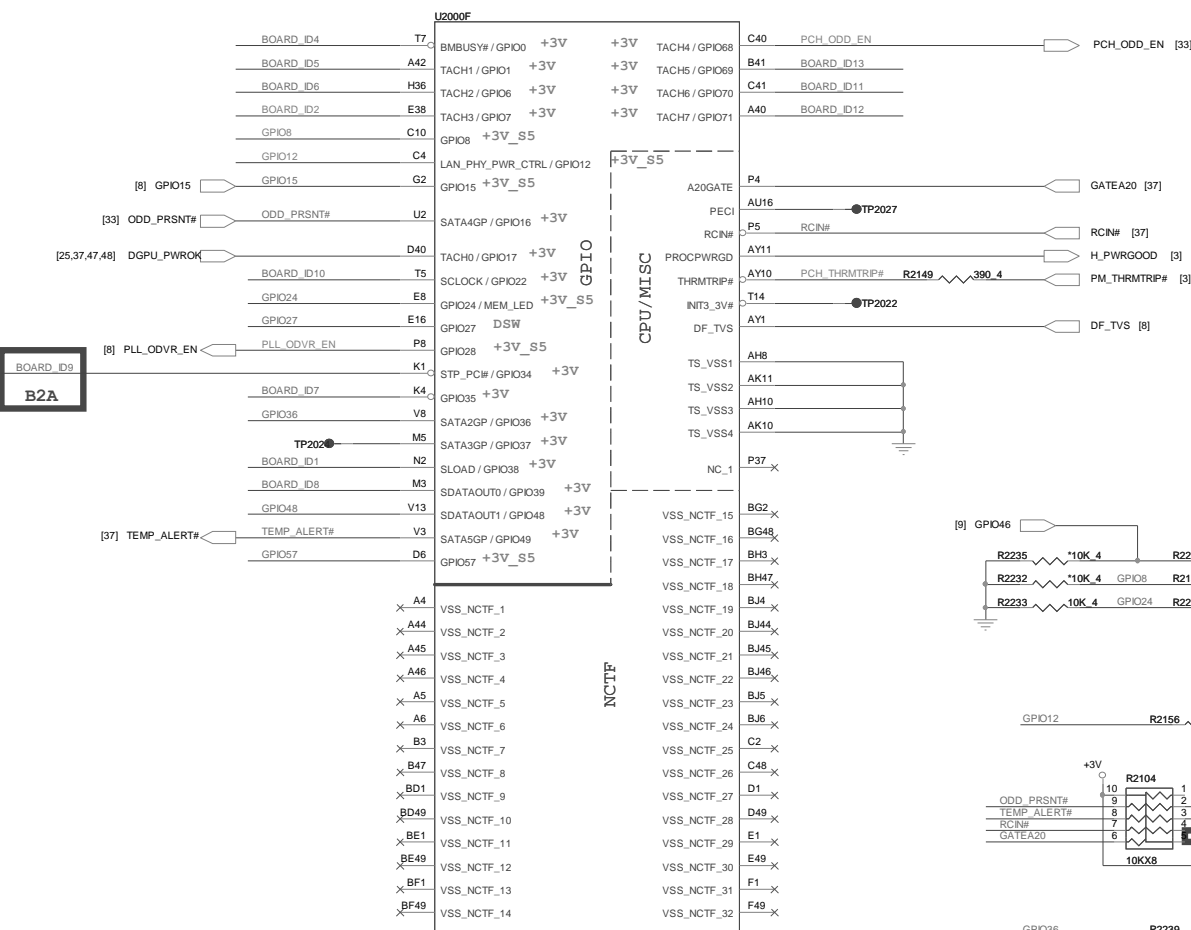 U2000F
BOARD_ID4 T7 BMBUSY# / GPIO0 +3V
BOARD_ID5 A42 TACH1 / GPIO1 +3V
BOARD_ID6 H36 TACH2 / GPIO6 +3V
BOARD_ID2 E38 TACH3 / GPIO7 +3V
GPIO8 C10 GPIO8 +3V_S5
GPIO12 C4 LAN_PHY_PWR_CTRL / GPIO12 +3V_S5
[8] GPIO15 GPIO15 G2 GPIO15 +3V_S5
[33] ODD_PRSNT# ODD_PRSNT# U2 SATA4GP / GPIO16 +3V
[25,37,47,48] DGPU_PWROK D40 TACH0 / GPIO17 +3V
BOARD_ID10 T5 SCLOCK / GPIO22 +3V
GPIO24 E8 GPIO24 / MEM_LED +3V_S5
GPIO27 E16 GPIO27 DSW
[8] PLL_ODVR_EN PLL_ODVR_EN P8 GPIO28 +3V_S5
BOARD_ID9 K1 STP_PCI# / GPIO34 +3V
B2A
BOARD_ID7 K4 GPIO35 +3V
GPIO36 V8 SATA2GP / GPIO36 +3V
M5 SATA3GP / GPIO37 +3V
BOARD_ID1 N2 SLOAD / GPIO38 +3V
BOARD_ID8 M3 SDATAOUT0 / GPIO39 +3V
GPIO48 V13 SDATAOUT1 / GPIO48 +3V
[37] TEMP_ALERT# TEMP_ALERT# V3 SATA5GP / GPIO49 +3V
GPIO57 D6 GPIO57 +3V_S5
GPIO
A4 VSS_NCTF_1
A44 VSS_NCTF_2
A45 VSS_NCTF_3
A46 VSS_NCTF_4
A5 VSS_NCTF_5
A6 VSS_NCTF_6
B3 VSS_NCTF_7
B47 VSS_NCTF_8
BD1 VSS_NCTF_9
BD49 VSS_NCTF_10
BE1 VSS_NCTF_11
BE49 VSS_NCTF_12
BF1 VSS_NCTF_13
BF49 VSS_NCTF_14
NCTF
+3V TACH4 / GPIO68 C40 PCH_ODD_EN PCH_ODD_EN [33]
+3V TACH5 / GPIO69 B41 BOARD_ID13
+3V TACH6 / GPIO70 C41 BOARD_ID11
+3V TACH7 / GPIO71 A40 BOARD_ID12
CPU/MISC
A20GATE P4 GATEA20 [37]
PECI AU16 TP2027
RCIN# P5 RCIN# RCIN# [37]
PROCPWRGD AY11 H_PWRGOOD [3]
THRMTRIP# AY10 PCH_THRMTRIP# R2149 390_4 PM_THRMTRIP# [3]
INIT3_3V# T14 TP2022
DF_TVS AY1 DF_TVS [8]
TS_VSS1 AH8
TS_VSS2 AK11
TS_VSS3 AH10
TS_VSS4 AK10
NC_1 P37
VSS_NCTF_15 BG2
VSS_NCTF_16 BG48
VSS_NCTF_17 BH3
VSS_NCTF_18 BH47
VSS_NCTF_19 BJ4
VSS_NCTF_20 BJ44
VSS_NCTF_21 BJ45
VSS_NCTF_22 BJ46
VSS_NCTF_23 BJ5
VSS_NCTF_24 BJ6
VSS_NCTF_25 C2
VSS_NCTF_26 C48
VSS_NCTF_27 D1
VSS_NCTF_28 D49
VSS_NCTF_29 E1
VSS_NCTF_30 E49
VSS_NCTF_31 F1
VSS_NCTF_32 F49
[9] GPIO46
R2235 *10K_4
R2232 *10K_4 GPIO8
R2233 10K_4 GPIO24
GPIO12 R2156
+3V
R2104
10 1
ODD_PRSNT# 9 2
TEMP_ALERT# 8 3
RCIN# 7 4
GATEA20 6
10KX8